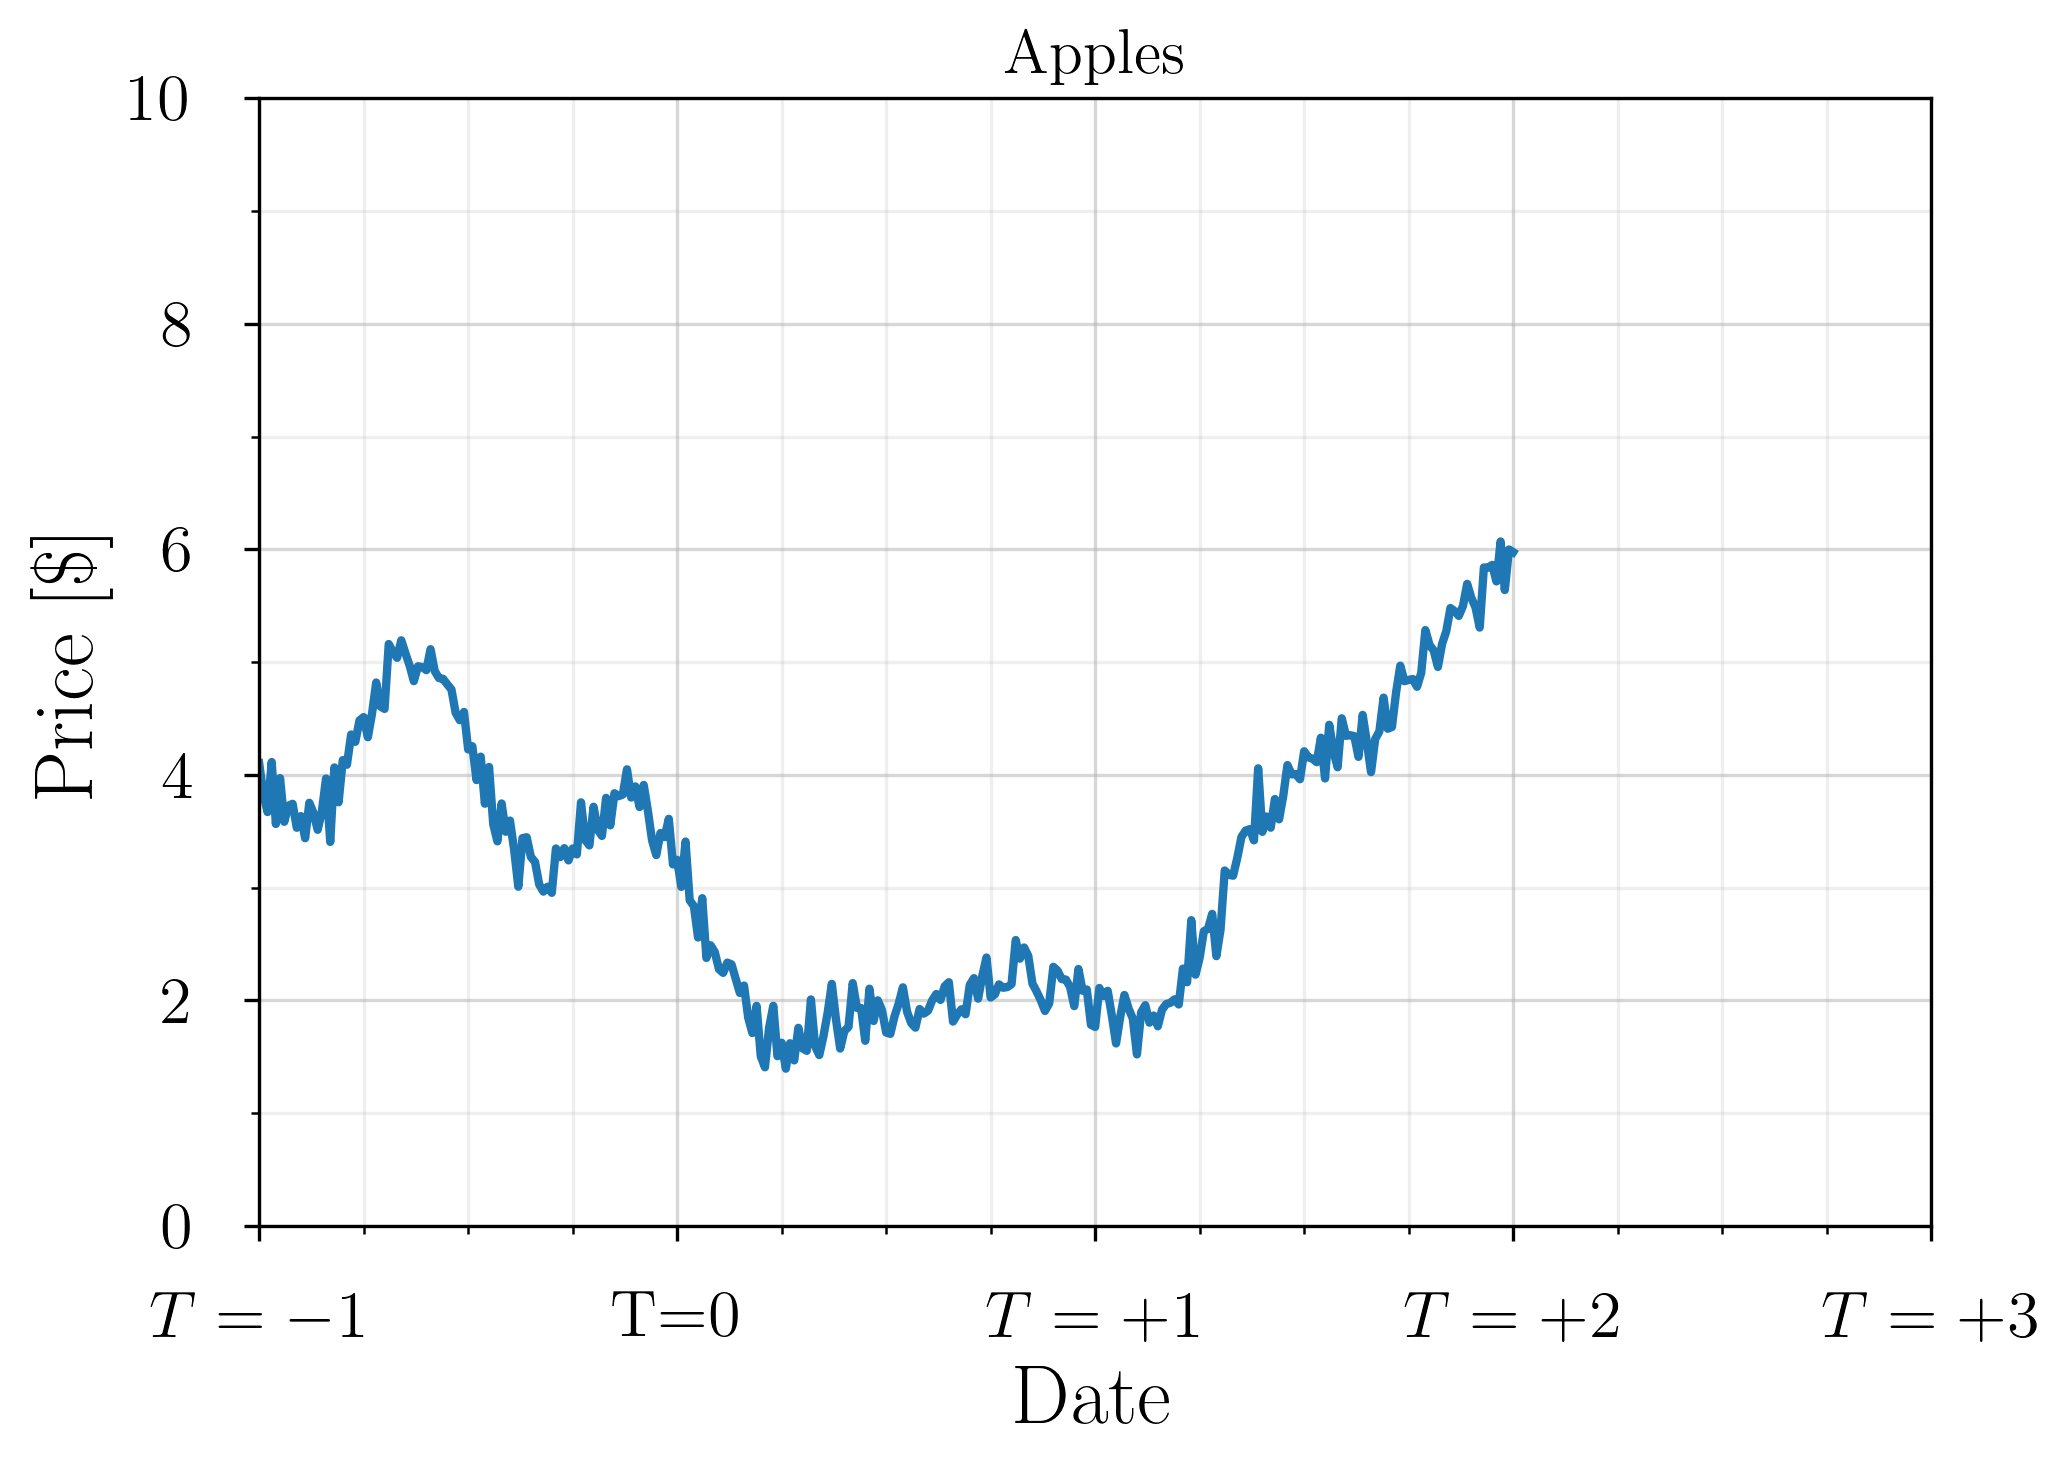 Apples
Price [$]
10
8
6
4
2
0
T = −1
T=0
T = +1
T = +2
T = +3
Date